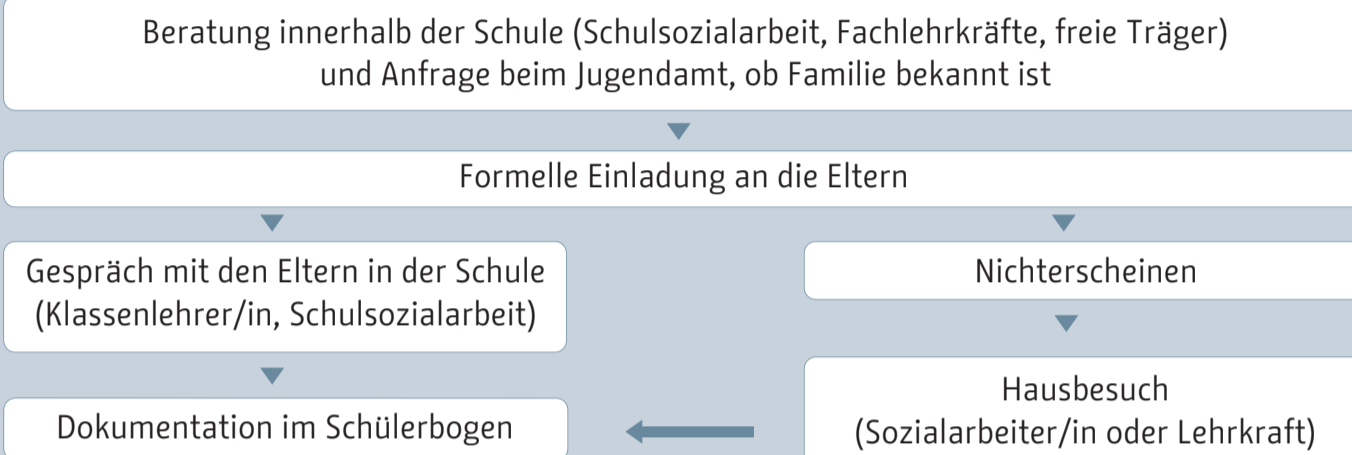 Beratung innerhalb der Schule (Schulsozialarbeit, Fachlehrkräfte, freie Träger)
und Anfrage beim Jugendamt, ob Familie bekannt ist
Formelle Einladung an die Eltern
Gespräch mit den Eltern in der Schule
(Klassenlehrer/in, Schulsozialarbeit)
Nichterscheinen
Dokumentation im Schülerbogen
Hausbesuch
(Sozialarbeiter/in oder Lehrkraft)